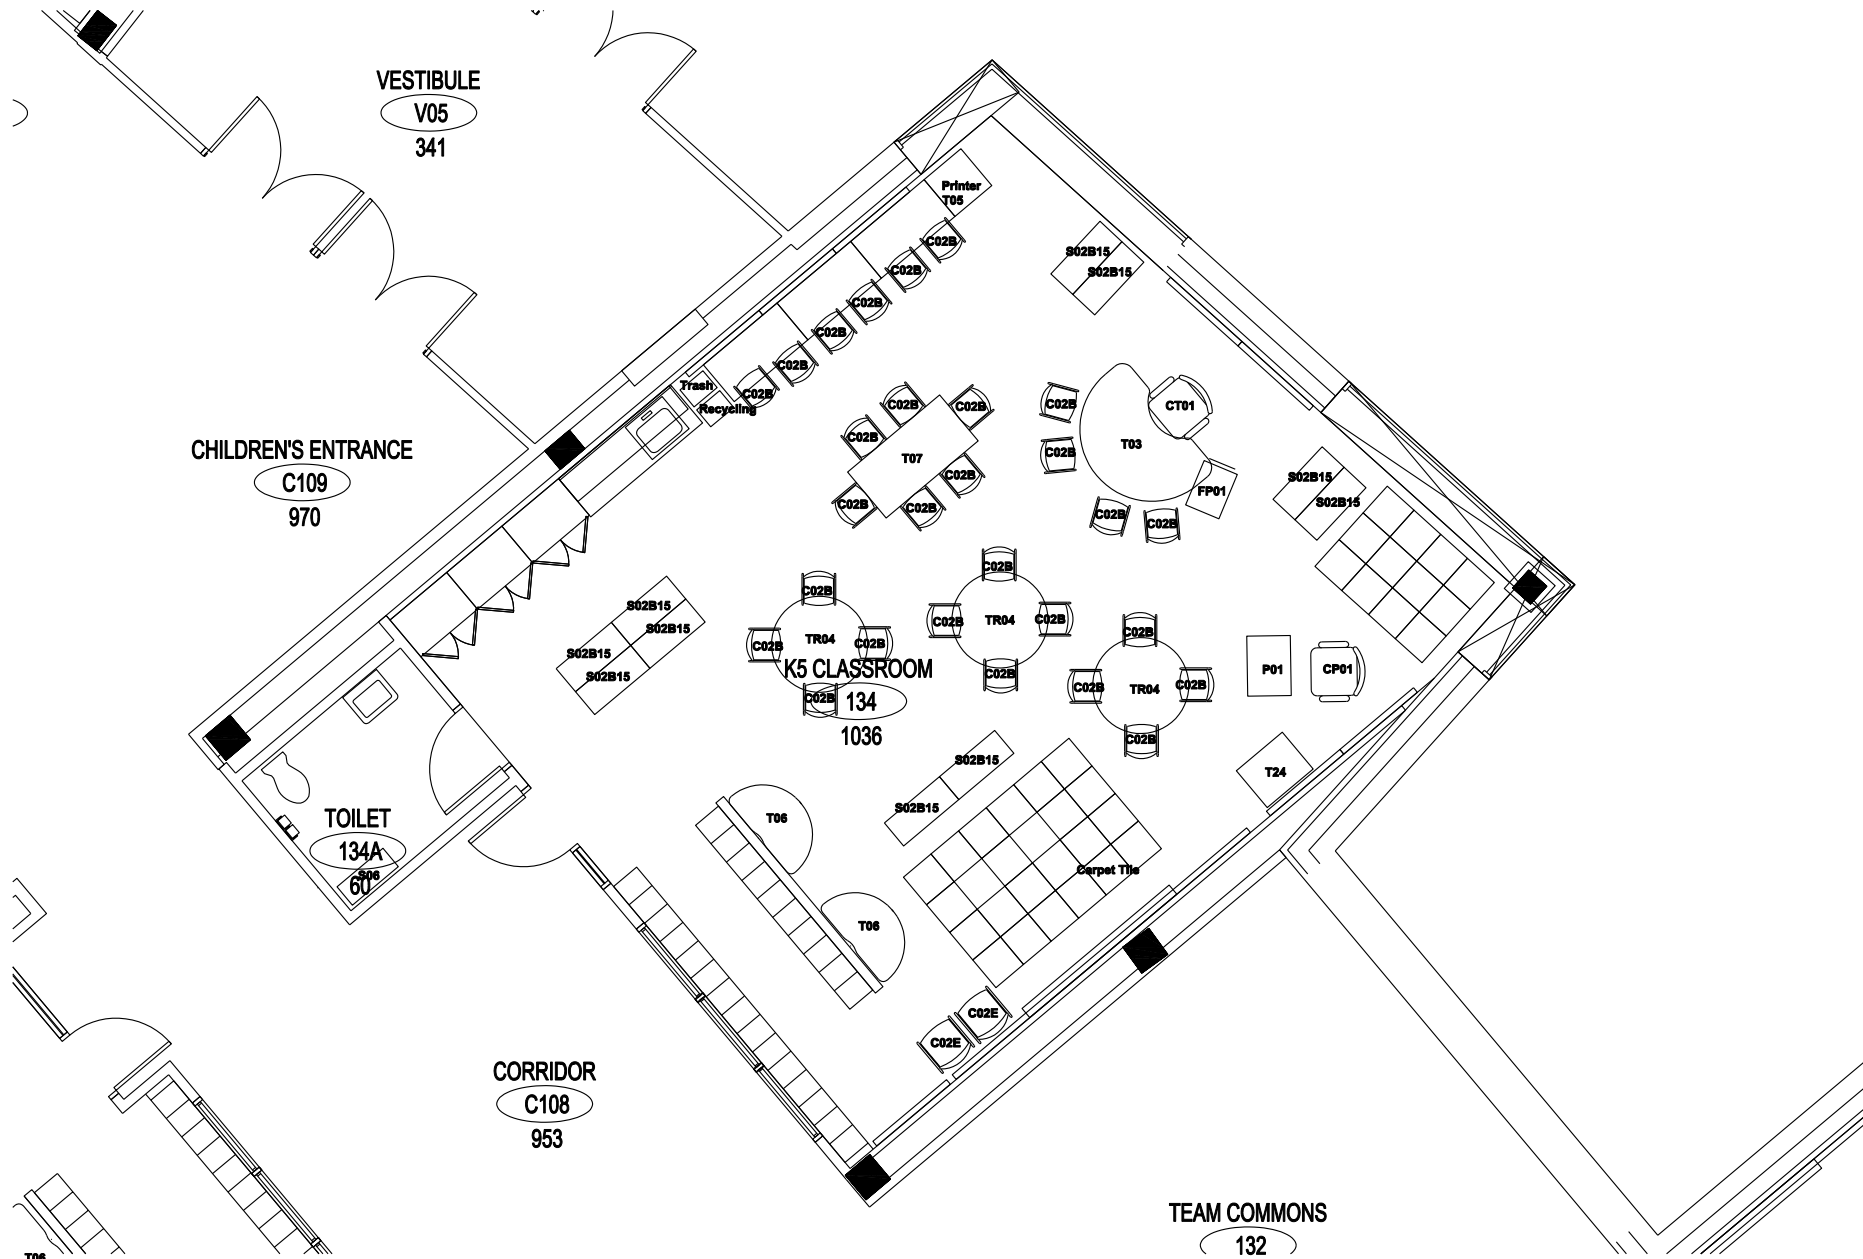 VESTIBULE
V05
341
Printer
T05
C02B
S02B15
C02B
S02B15
C02B
C02B
C02B
Trash
C02B
Recycling
C02B
C02B
C02B
C02B
CT01
C02B
T03
C02B
T07
C02B
C02B
FP01
C02B
C02B
C02B
C02B
S02B15
S02B15
CHILDREN'S ENTRANCE
C109
970
C02B
C02B
S02B15
S02B15
S02B15
S02B15
C02B
TR04
C02B
C02B
C02B
TR04
C02B
C02B
C02B
C02B
TR04
C02B
C02B
P01
CP01
K5 CLASSROOM
134
1036
S02B15
S02B15
T24
T06
T06
Carpet Tile
TOILET
134A
60
S06
C02E
C02E
CORRIDOR
C108
953
TEAM COMMONS
132
T06